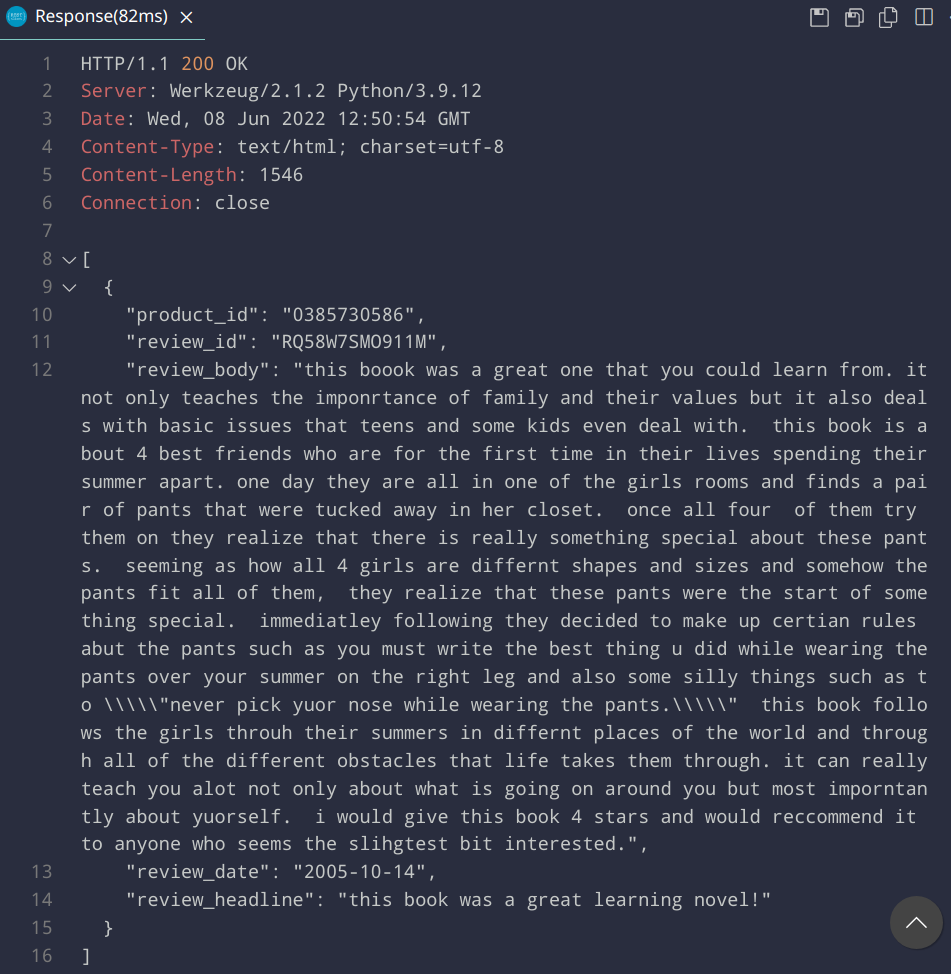 Response(82ms) ×
1 HTTP/1.1 200 OK
2 Server: Werkzeug/2.1.2 Python/3.9.12
3 Date: Wed, 08 Jun 2022 12:50:54 GMT
4 Content-Type: text/html; charset=utf-8
5 Content-Length: 1546
6 Connection: close
7
8 [
9 {
10 "product_id": "0385730586",
11 "review_id": "RQ58W7SMO911M",
12 "review_body": "this boook was a great one that you could learn from. it
not only teaches the imponrtance of family and their values but it also deal
s with basic issues that teens and some kids even deal with.  this book is a
bout 4 best friends who are for the first time in their lives spending their
summer apart. one day they are all in one of the girls rooms and finds a pai
r of pants that were tucked away in her closet.  once all four  of them try
them on they realize that there is really something special about these pant
s.  seeming as how all 4 girls are differnt shapes and sizes and somehow the
pants fit all of them,  they realize that these pants were the start of some
thing special.  immediatley following they decided to make up certian rules
abut the pants such as you must write the best thing u did while wearing the
pants over your summer on the right leg and also some silly things such as t
o \\\\\"never pick yuor nose while wearing the pants.\\\\\"  this book follo
ws the girls throuh their summers in differnt places of the world and throug
h all of the different obstacles that life takes them through. it can really
teach you alot not only about what is going on around you but most imporntan
tly about yuorself.  i would give this book 4 stars and would reccommend it
to anyone who seems the slihgtest bit interested.",
13 "review_date": "2005-10-14",
14 "review_headline": "this book was a great learning novel!"
15 }
16 ]